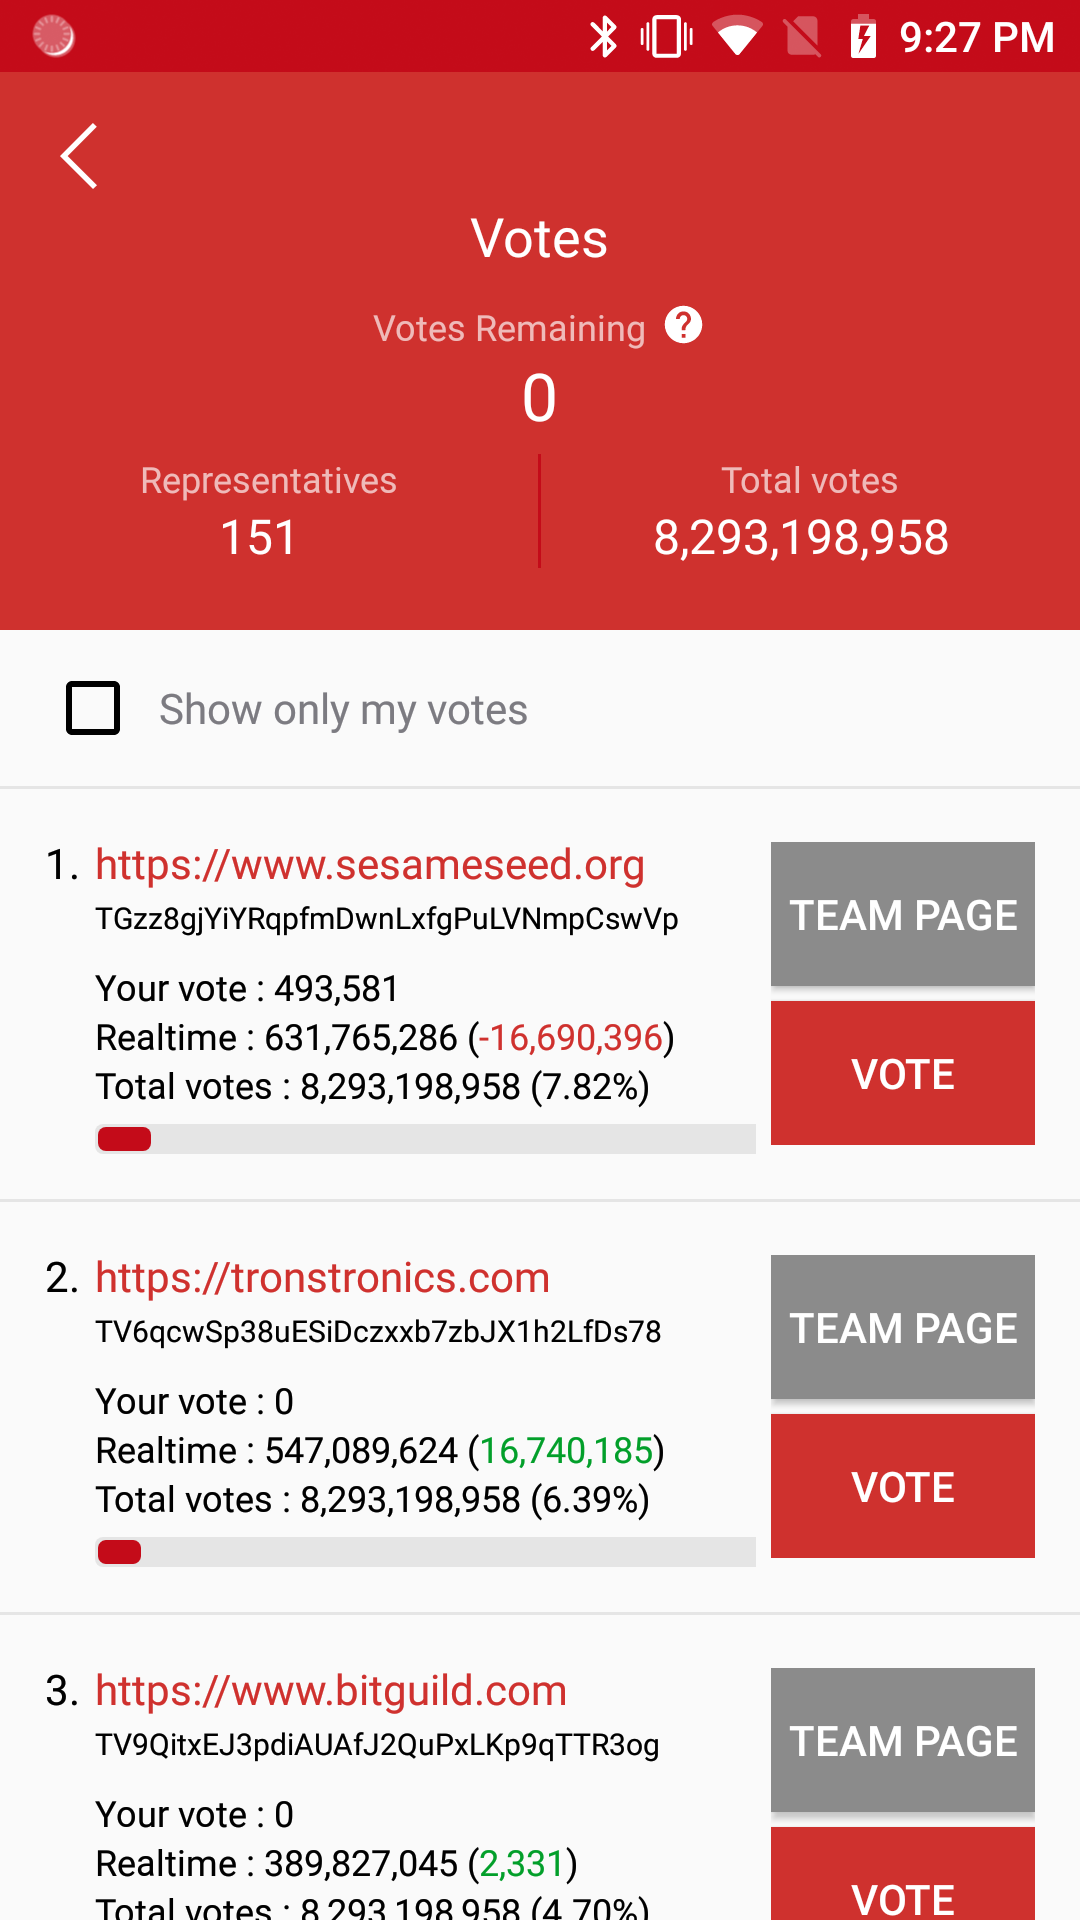 9:27 PM
Votes
Votes Remaining ?
0
Representatives
151
Total votes
8,293,198,958
Show only my votes
1. https://www.sesameseed.org
TGzz8gjYiYRqpfmDwnLxfgPuLVNmpCswVp
Your vote : 493,581
Realtime : 631,765,286 (-16,690,396)
Total votes : 8,293,198,958 (7.82%)
TEAM PAGE
VOTE
2. https://tronstronics.com
TV6qcwSp38uESiDczxxb7zbJX1h2LfDs78
Your vote : 0
Realtime : 547,089,624 (16,740,185)
Total votes : 8,293,198,958 (6.39%)
TEAM PAGE
VOTE
3. https://www.bitguild.com
TV9QitxEJ3pdiAUAfJ2QuPxLKp9qTTR3og
Your vote : 0
Realtime : 389,827,045 (2,331)
Total votes : 8,293,198,958 (4.70%)
TEAM PAGE
VOTE